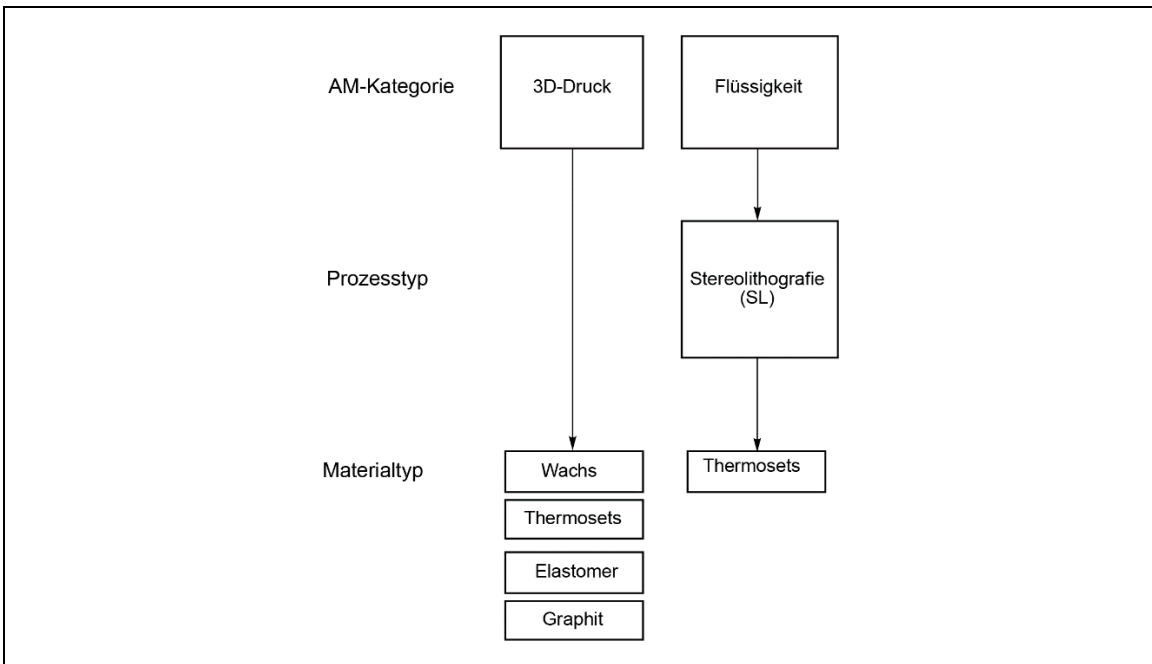 AM-Kategorie
3D-Druck
Flüssigkeit
Prozesstyp
Stereolithografie
(SL)
Materialtyp
Wachs
Thermosets
Thermosets
Elastomer
Graphit